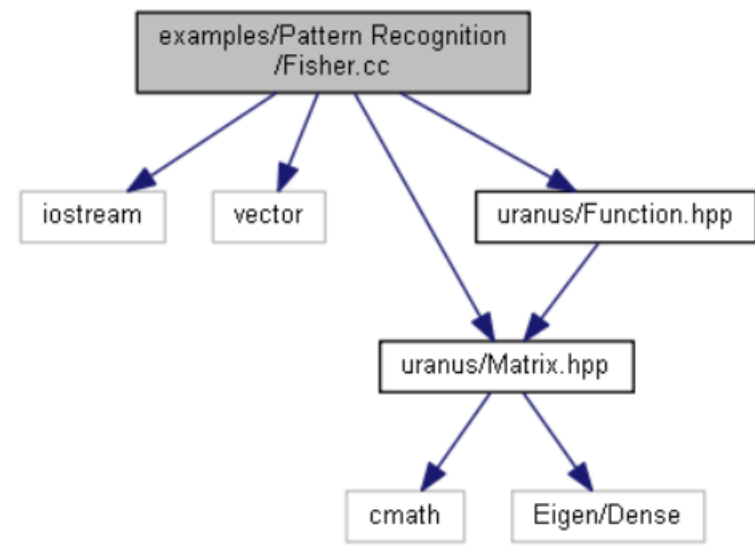 examples/Pattern Recognition
/Fisher.cc
iostream
vector
uranus/Function.hpp
uranus/Matrix.hpp
cmath
Eigen/Dense